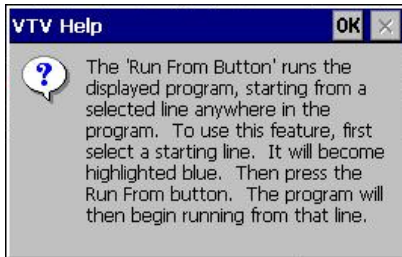 VTV Help OK ×
?
The 'Run From Button' runs the
displayed program, starting from a
selected line anywhere in the
program. To use this feature, first
select a starting line. It will become
highlighted blue. Then press the
Run From button. The program will
then begin running from that line.